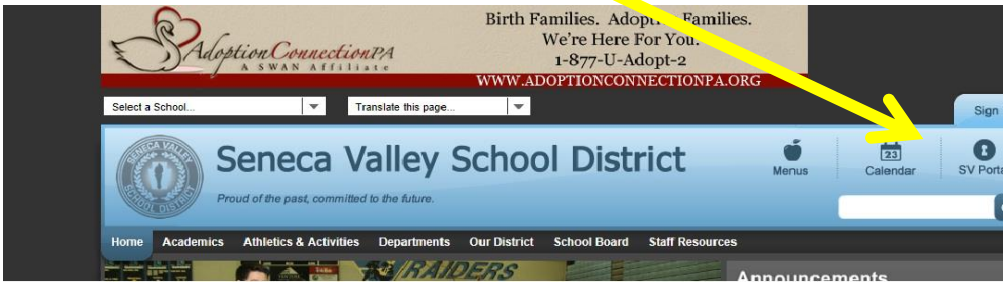 Birth Families. Adoptive Families.
We're Here For You.
1-877-U-Adopt-2
AdoptionConnectionPA
A SWAN Affiliate
WWW.ADOPTIONCONNECTIONPA.ORG
Select a School...
Translate this page...
Sign
Seneca Valley School District
Proud of the past, committed to the future.
Menus
23
Calendar
SV Porta
Home Academics Athletics & Activities Departments Our District School Board Staff Resources
RAIDERS
Announcements